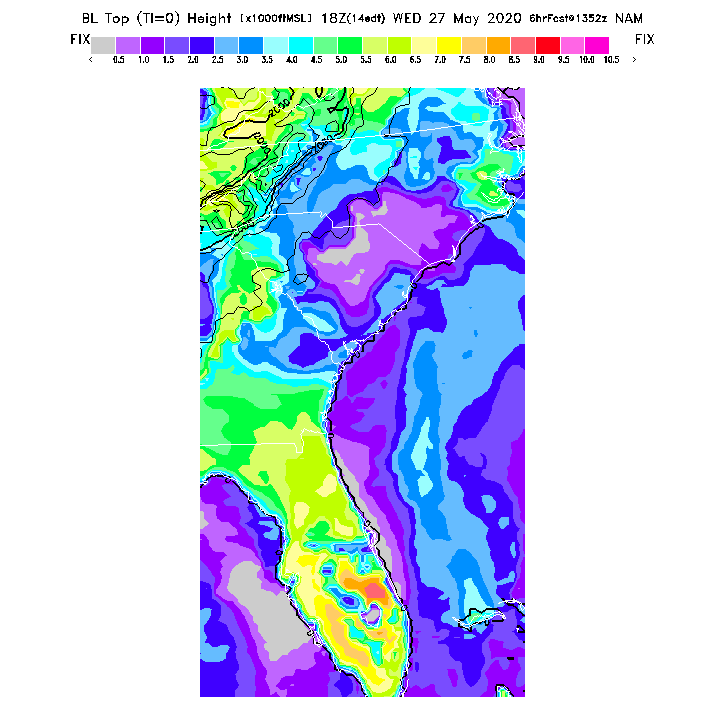 BL Top (TI=0) Height [x1000ftMSL] 18Z(14edt) WED 27 May 2020 6hrFcst@1352z NAM
FIX FIX
< 0.5 1.0 1.5 2.0 2.5 3.0 3.5 4.0 4.5 5.0 5.5 6.0 6.5 7.0 7.5 8.0 8.5 9.0 9.5 10.0 10.5 >
2000
2000